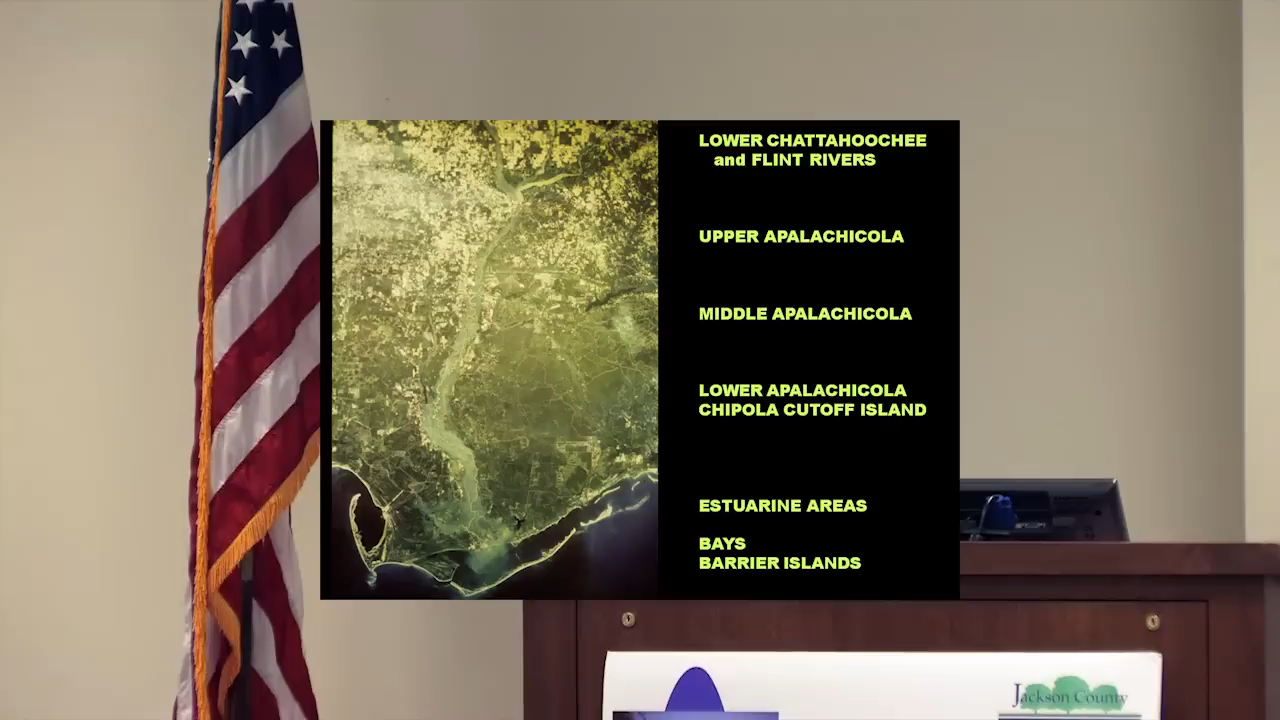 LOWER CHATTAHOOCHEE
and FLINT RIVERS
UPPER APALACHICOLA
MIDDLE APALACHICOLA
LOWER APALACHICOLA
CHIPOLA CUTOFF ISLAND
ESTUARINE AREAS
BAYS
BARRIER ISLANDS
Jackson County